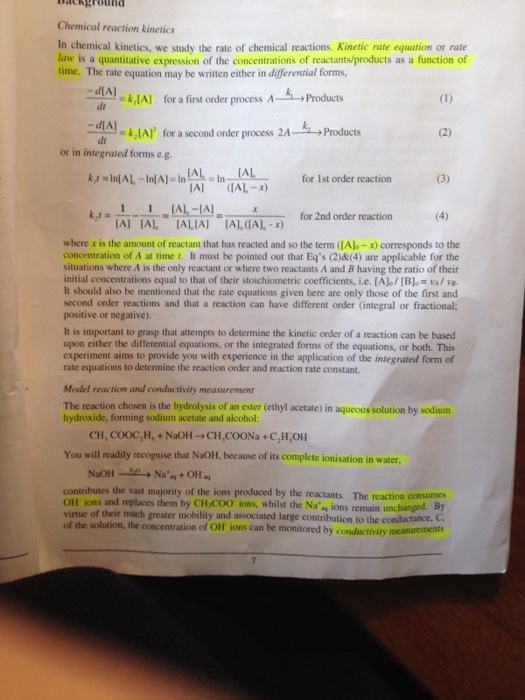 Background
Chemical reaction kinetics
In chemical kinetics, we study the rate of chemical reactions. Kinetic rate equation or rate
law is a quantitative expression of the concentrations of reactants/products as a function of
time. The rate equation may be written either in differential forms,
-d[A]/dt = k₁[A] for a first order process A —k₁→ Products (1)
-d[A]/dt = k₂[A]² for a second order process 2A —k₂→ Products (2)
or in integrated forms e.g.
k₁t = ln[A]₀ - ln[A] = ln [A]₀/[A] = ln [A]₀/([A]₀ - x) for 1st order reaction (3)
k₂t = 1/[A] - 1/[A]₀ = ([A]₀ - [A])/([A]₀[A]) = x/([A]₀([A]₀ - x)) for 2nd order reaction (4)
where x is the amount of reactant that has reacted and so the term ([A]₀ - x) corresponds to the
concentration of A at time t. It must be pointed out that Eq's (2)&(4) are applicable for the
situations where A is the only reactant or where two reactants A and B having the ratio of their
initial concentrations equal to that of their stoichiometric coefficients, i.e. [A]₀/ [B]₀ = νA/ νB.
It should also be mentioned that the rate equations given here are only those of the first and
second order reactions and that a reaction can have different order (integral or fractional;
positive or negative).
It is important to grasp that attempts to determine the kinetic order of a reaction can be based
upon either the differential equations, or the integrated forms of the equations, or both. This
experiment aims to provide you with experience in the application of the integrated form of
rate equations to determine the reaction order and reaction rate constant.
Model reaction and conductivity measurement
The reaction chosen is the hydrolysis of an ester (ethyl acetate) in aqueous solution by sodium
hydroxide, forming sodium acetate and alcohol:
CH₃COOC₂H₅ + NaOH → CH₃COONa + C₂H₅OH
You will readily recognise that NaOH, because of its complete ionisation in water,
NaOH —H₂O→ Na⁺aq + OH⁻aq
contributes the vast majority of the ions produced by the reactants. The reaction consumes
OH⁻ ions and replaces them by CH₃COO⁻ ions, whilst the Na⁺aq ions remain unchanged. By
virtue of their much greater mobility and associated large contribution to the conductance, C,
of the solution, the concentration of OH⁻ ions can be monitored by conductivity measurements
7